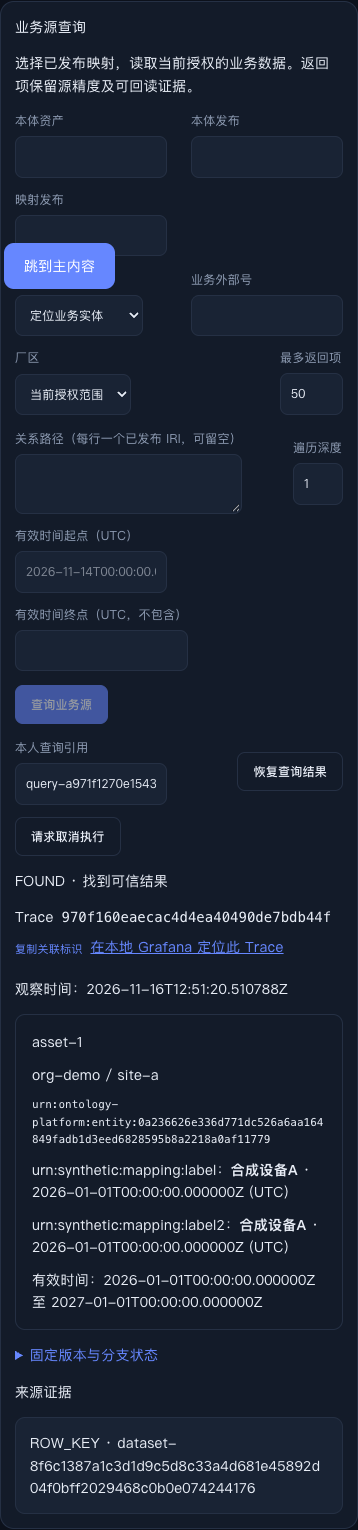 业务源查询
选择已发布映射，读取当前授权的业务数据。返回
项保留源精度及可回读证据。
本体资产
本体发布
映射发布
跳到主内容
业务外部号
定位业务实体
厂区
最多返回项
当前授权范围
50
关系路径（每行一个已发布 IRI，可留空）
遍历深度
1
有效时间起点（UTC）
2026-11-14T00:00:00.
有效时间终点（UTC，不包含）
查询业务源
本人查询引用
query-a971f1270e1543
恢复查询结果
请求取消执行
FOUND · 找到可信结果
Trace 970f160eaecac4d4ea40490de7bdb44f
复制关联标识 在本地 Grafana 定位此 Trace
观察时间：2026-11-16T12:51:20.510788Z
asset-1
org-demo / site-a
urn:ontology-
platform:entity:0a236626e336d771dc526a6aa164
849fadb1d3eed6828595b8a2218a0af11779
urn:synthetic:mapping:label：合成设备A ·
2026-01-01T00:00:00.000000Z (UTC)
urn:synthetic:mapping:label2：合成设备A ·
2026-01-01T00:00:00.000000Z (UTC)
有效时间：2026-01-01T00:00:00.000000Z
至 2027-01-01T00:00:00.000000Z
固定版本与分支状态
来源证据
ROW_KEY · dataset-
8f6c1387a1c3d1d9c5d8c33a4d681e45892d
04f0bff2029468c0b0e074244176